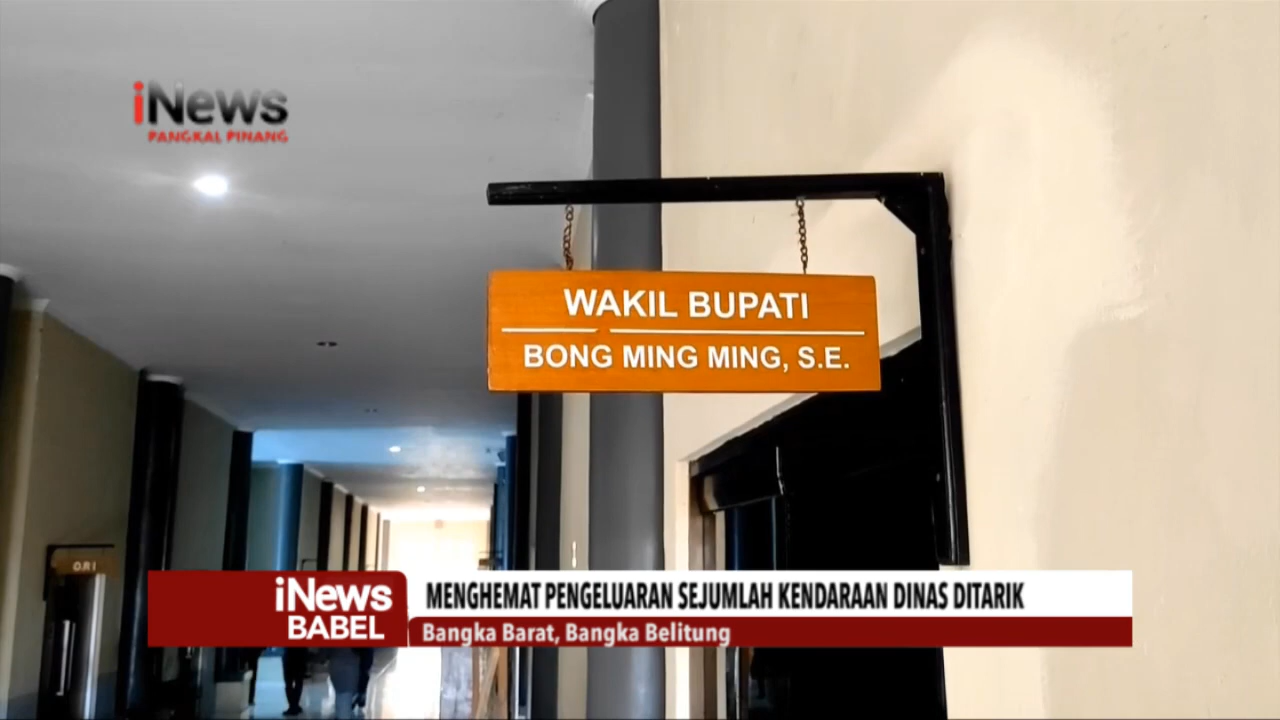 iNews
PANGKAL PINANG
WAKIL BUPATI
BONG MING MING, S.E.
O.R I
iNews
BABEL
MENGHEMAT PENGELUARAN SEJUMLAH KENDARAAN DINAS DITARIK
Bangka Barat, Bangka Belitung